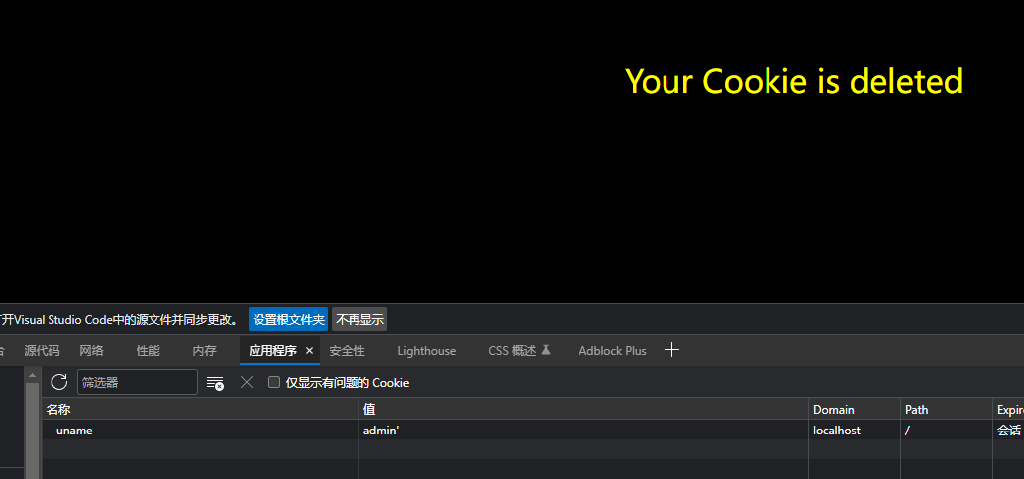 Your Cookie is deleted
开Visual Studio Code中的源文件并同步更改。 设置根文件夹 不再显示
台 源代码 网络 性能 内存 应用程序 × 安全性 Lighthouse CSS 概述 Adblock Plus +
筛选器 仅显示有问题的 Cookie
名称 值 Domain Path Expir
uname admin' localhost / 会话